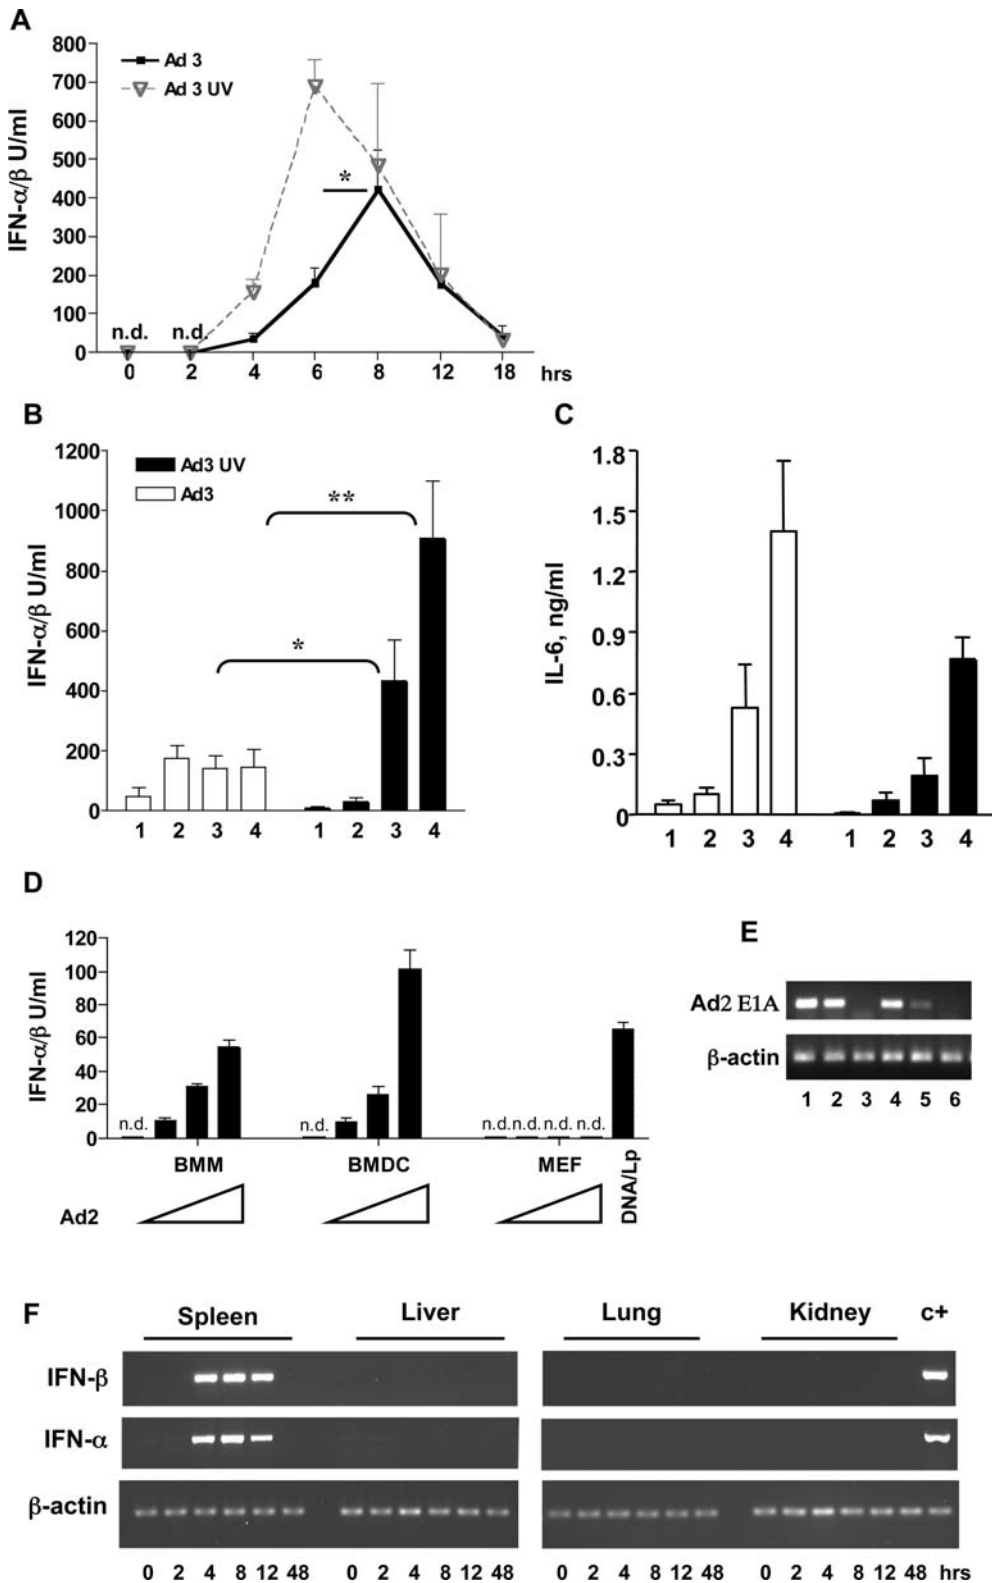 A
800
700
600
500
400
300
200
100
0
IFN-α/β U/ml
Ad 3
Ad 3 UV
*
n.d. n.d.
0 2 4 6 8 12 18 hrs
B
1200
1000
800
600
400
200
0
IFN-α/β U/ml
Ad3 UV
Ad3
**
*
1 2 3 4 1 2 3 4
C
1.8
1.5
1.2
0.9
0.6
0.3
0
IL-6, ng/ml
1 2 3 4 1 2 3 4
D
120
100
80
60
40
20
0
IFN-α/β U/ml
n.d. n.d. n.d. n.d. n.d. n.d.
BMM BMDC MEF DNA/Lp
Ad2
E
Ad2 E1A
β-actin
1 2 3 4 5 6
F
Spleen Liver Lung Kidney c+
IFN-β
IFN-α
β-actin
0 2 4 8 12 48 0 2 4 8 12 48 0 2 4 8 12 48 0 2 4 8 12 48 hrs